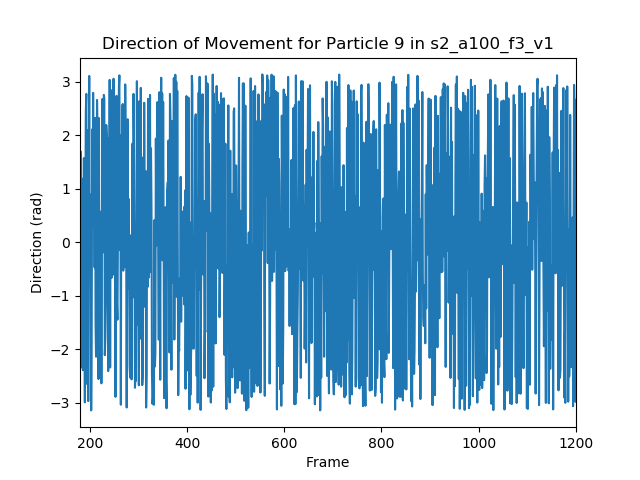 Direction of Movement for Particle 9 in s2_a100_f3_v1
3
2
1
0
−1
−2
−3
Direction (rad)
200 400 600 800 1000 1200
Frame